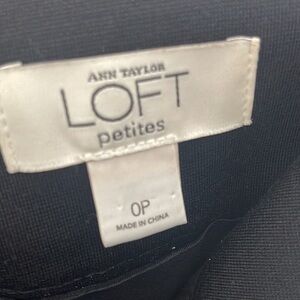 ANN TAYLOR
LOFT
petites
0P
MADE IN CHINA